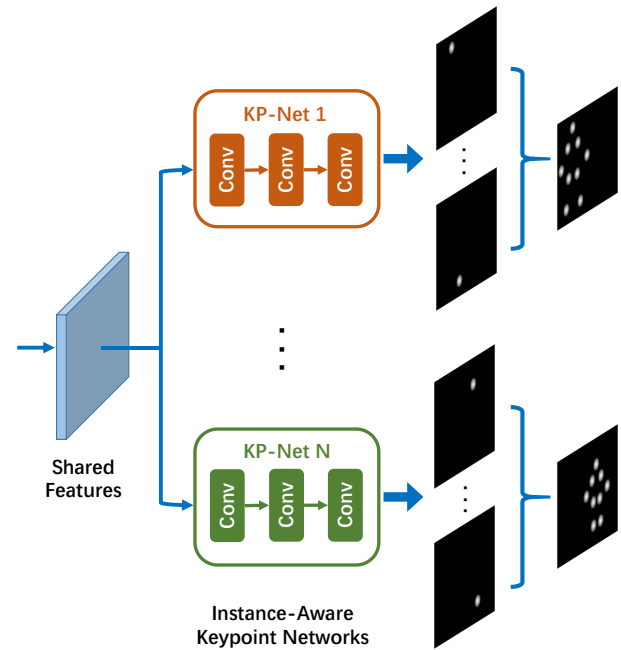 KP-Net 1
Conv
Conv
Conv
Shared
Features
KP-Net N
Conv
Conv
Conv
Instance-Aware
Keypoint Networks